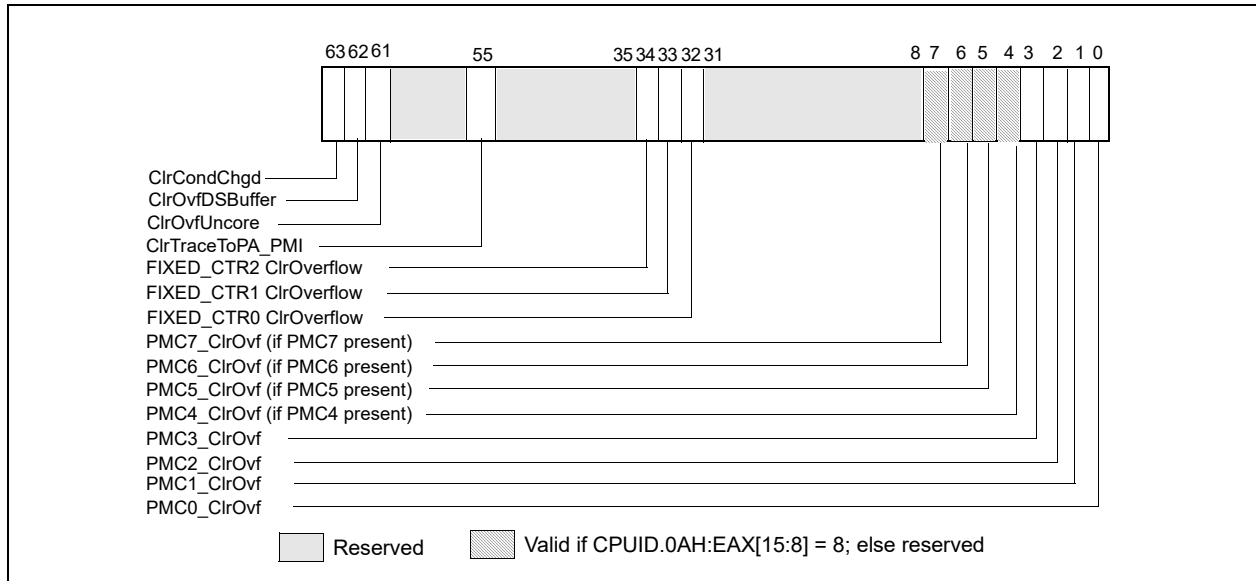 63 62 61 55 35 34 33 32 31 8 7 6 5 4 3 2 1 0
ClrCondChgd
ClrOvfDSBuffer
ClrOvfUncore
ClrTraceToPA_PMI
FIXED_CTR2 ClrOverflow
FIXED_CTR1 ClrOverflow
FIXED_CTR0 ClrOverflow
PMC7_ClrOvf (if PMC7 present)
PMC6_ClrOvf (if PMC6 present)
PMC5_ClrOvf (if PMC5 present)
PMC4_ClrOvf (if PMC4 present)
PMC3_ClrOvf
PMC2_ClrOvf
PMC1_ClrOvf
PMC0_ClrOvf
Reserved Valid if CPUID.0AH:EAX[15:8] = 8; else reserved